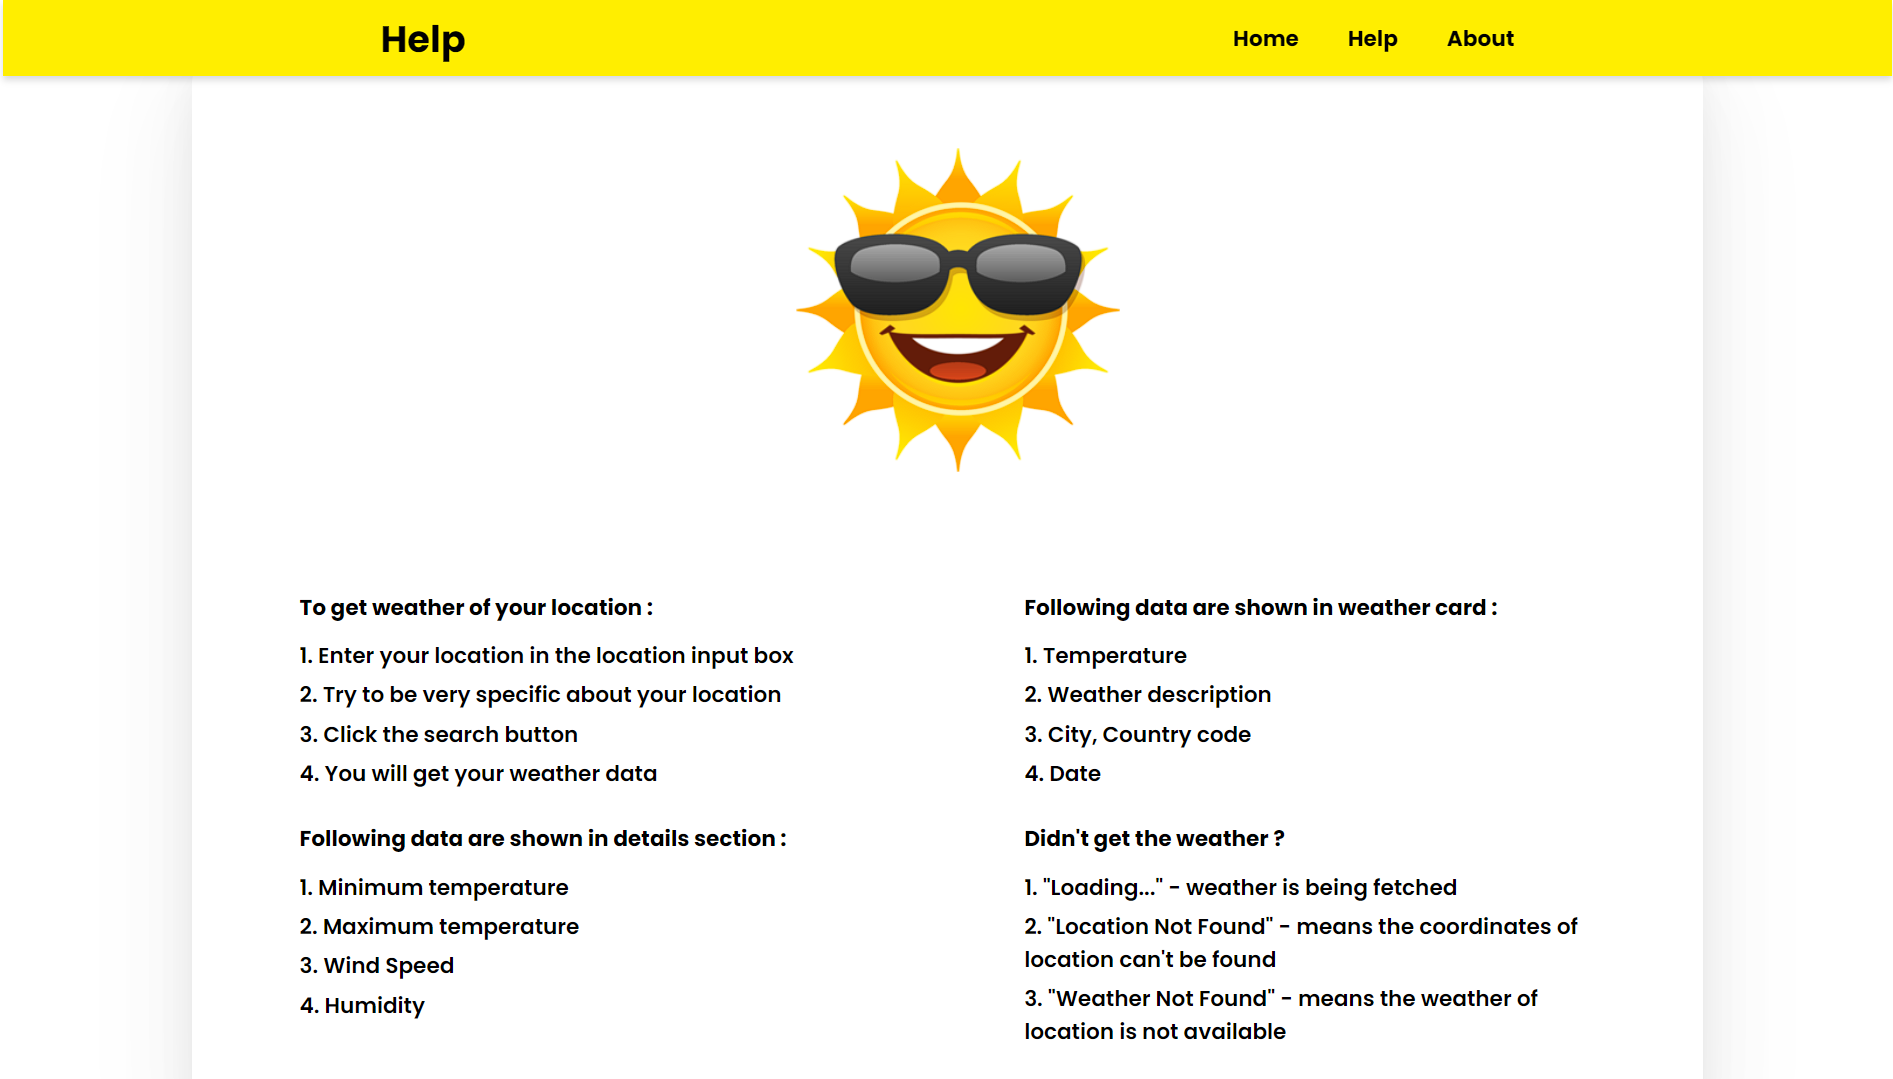 Help
Home Help About
To get weather of your location :
1. Enter your location in the location input box
2. Try to be very specific about your location
3. Click the search button
4. You will get your weather data
Following data are shown in weather card :
1. Temperature
2. Weather description
3. City, Country code
4. Date
Following data are shown in details section :
1. Minimum temperature
2. Maximum temperature
3. Wind Speed
4. Humidity
Didn't get the weather ?
1. "Loading..." - weather is being fetched
2. "Location Not Found" - means the coordinates of
location can't be found
3. "Weather Not Found" - means the weather of
location is not available